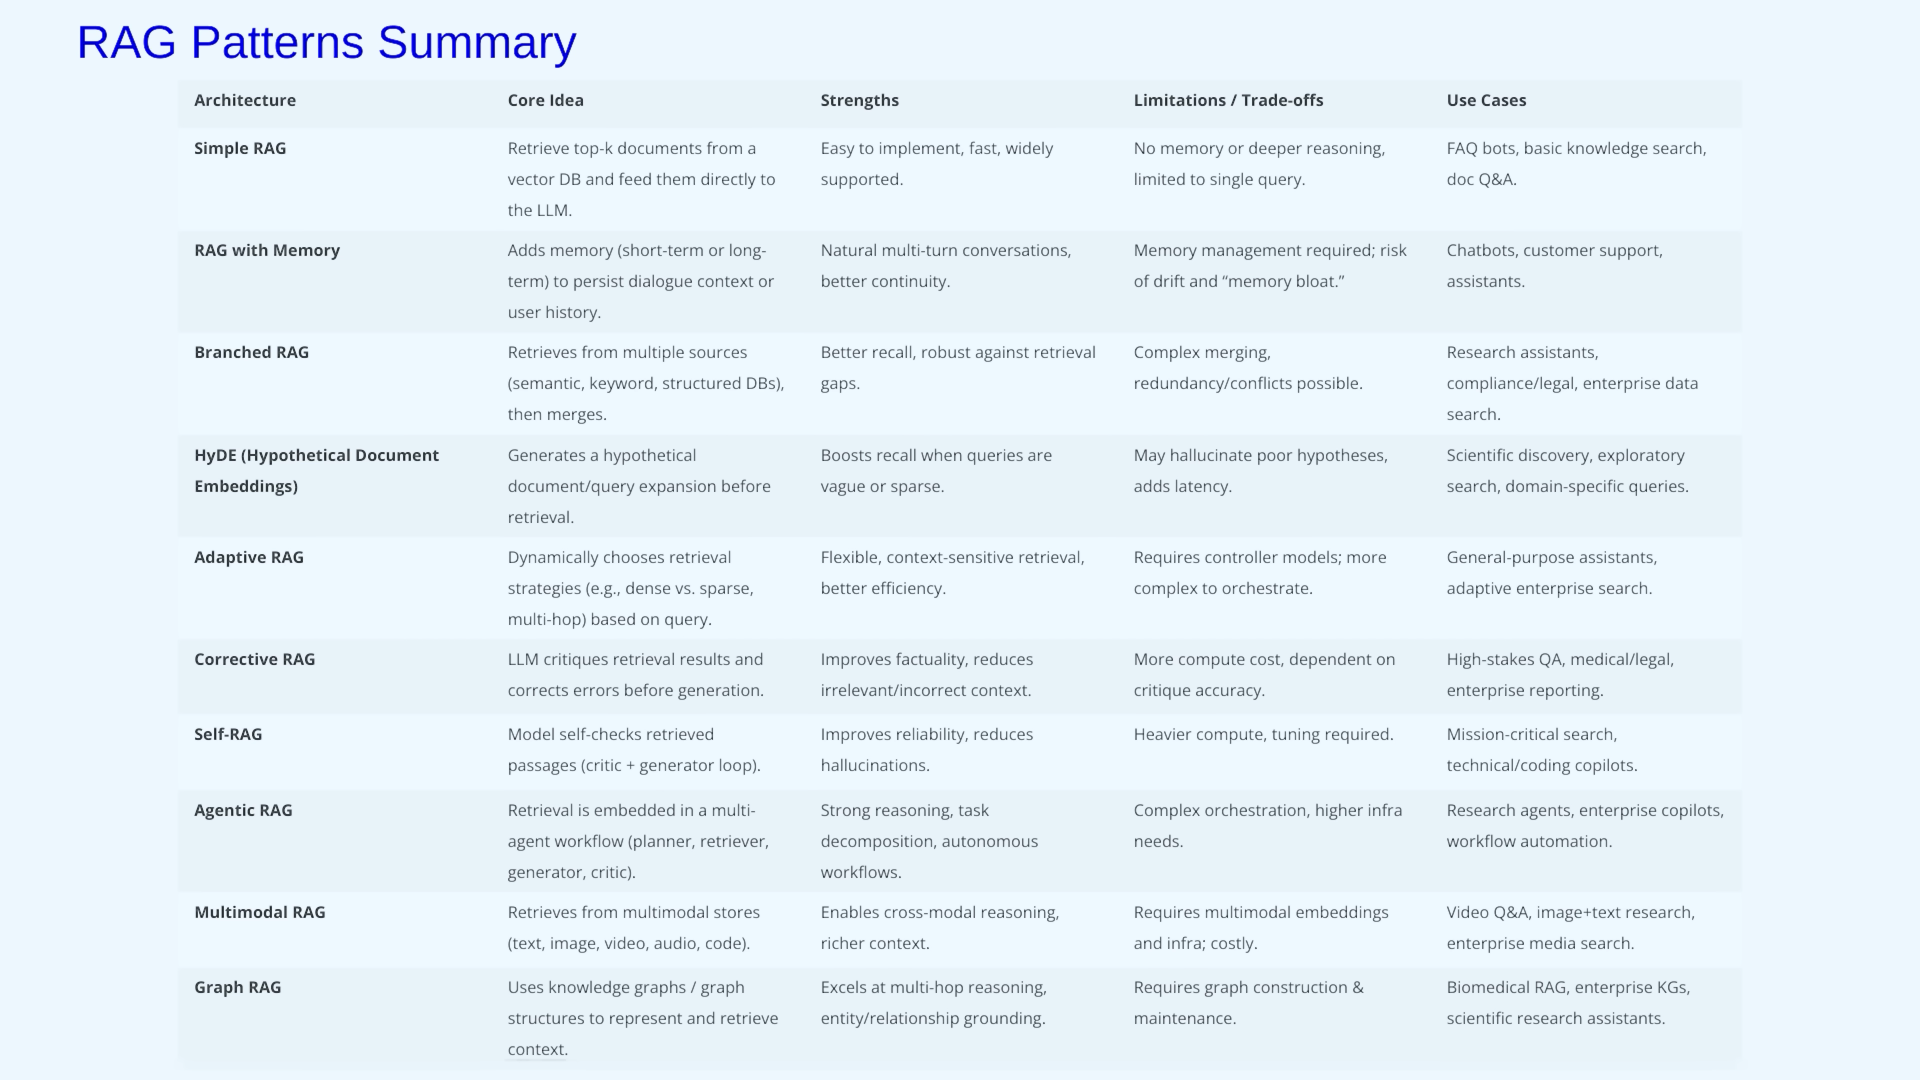 RAG Patterns Summary
Architecture Core Idea Strengths Limitations / Trade-offs Use Cases
Simple RAG Retrieve top-k documents from a Easy to implement, fast, widely No memory or deeper reasoning, FAQ bots, basic knowledge search,
vector DB and feed them directly to supported. limited to single query. doc Q&A.
the LLM.
RAG with Memory Adds memory (short-term or long- Natural multi-turn conversations, Memory management required; risk Chatbots, customer support,
term) to persist dialogue context or better continuity. of drift and “memory bloat.” assistants.
user history.
Branched RAG Retrieves from multiple sources Better recall, robust against retrieval Complex merging, Research assistants,
(semantic, keyword, structured DBs), gaps. redundancy/conflicts possible. compliance/legal, enterprise data
then merges. search.
HyDE (Hypothetical Document Generates a hypothetical Boosts recall when queries are May hallucinate poor hypotheses, Scientific discovery, exploratory
Embeddings) document/query expansion before vague or sparse. adds latency. search, domain-specific queries.
retrieval.
Adaptive RAG Dynamically chooses retrieval Flexible, context-sensitive retrieval, Requires controller models; more General-purpose assistants,
strategies (e.g., dense vs. sparse, better efficiency. complex to orchestrate. adaptive enterprise search.
multi-hop) based on query.
Corrective RAG LLM critiques retrieval results and Improves factuality, reduces More compute cost, dependent on High-stakes QA, medical/legal,
corrects errors before generation. irrelevant/incorrect context. critique accuracy. enterprise reporting.
Self-RAG Model self-checks retrieved Improves reliability, reduces Heavier compute, tuning required. Mission-critical search,
passages (critic + generator loop). hallucinations. technical/coding copilots.
Agentic RAG Retrieval is embedded in a multi- Strong reasoning, task Complex orchestration, higher infra Research agents, enterprise copilots,
agent workflow (planner, retriever, decomposition, autonomous needs. workflow automation.
generator, critic). workflows.
Multimodal RAG Retrieves from multimodal stores Enables cross-modal reasoning, Requires multimodal embeddings Video Q&A, image+text research,
(text, image, video, audio, code). richer context. and infra; costly. enterprise media search.
Graph RAG Uses knowledge graphs / graph Excels at multi-hop reasoning, Requires graph construction & Biomedical RAG, enterprise KGs,
structures to represent and retrieve entity/relationship grounding. maintenance. scientific research assistants.
context.